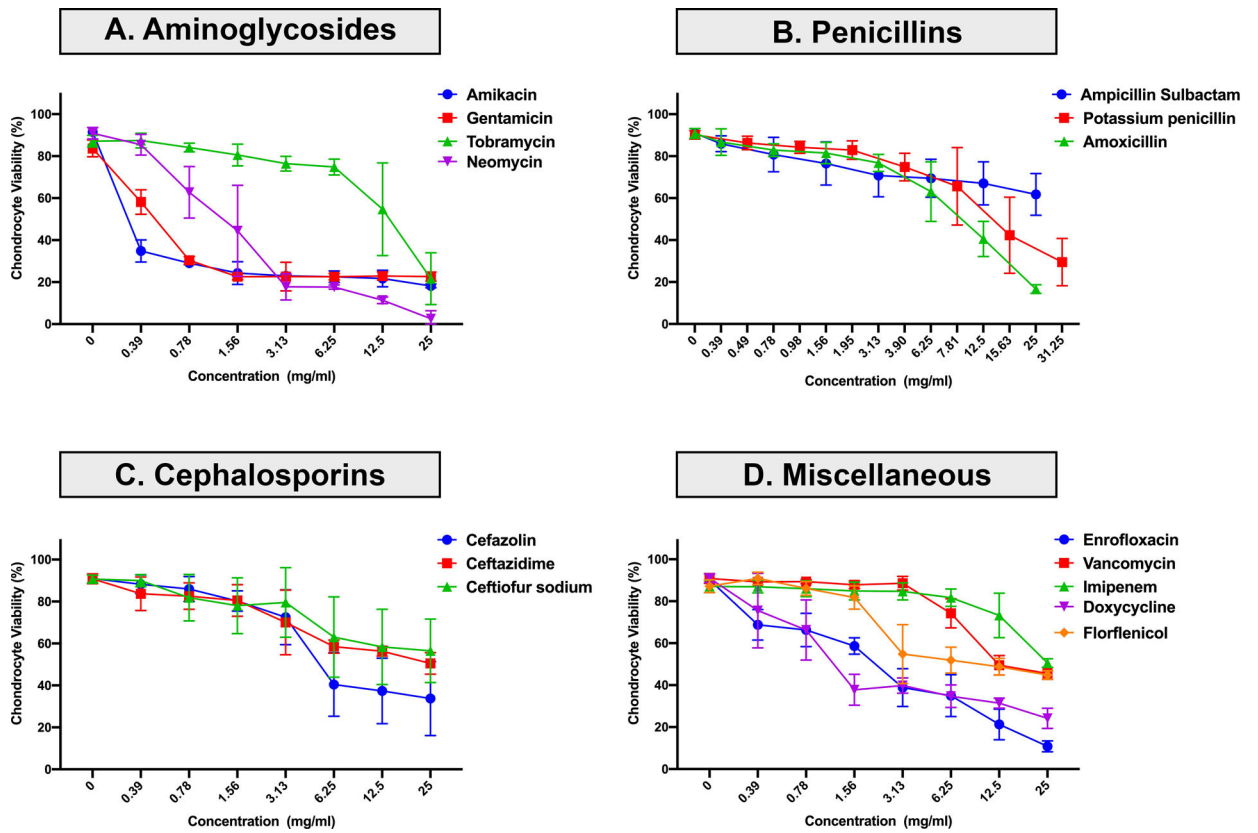 A. Aminoglycosides
Amikacin
Gentamicin
Tobramycin
Neomycin
Chondrocyte Viability (%)
100
80
60
40
20
0
0 0.39 0.78 1.56 3.13 6.25 12.5 25
Concentration (mg/ml)
B. Penicillins
Ampicillin Sulbactam
Potassium penicillin
Amoxicillin
Chondrocyte Viability (%)
100
80
60
40
20
0
0 0.39 0.49 0.78 0.98 1.56 1.95 3.13 3.90 6.25 7.81 12.5 15.63 25 31.25
Concentration (mg/ml)
C. Cephalosporins
Cefazolin
Ceftazidime
Ceftiofur sodium
Chondrocyte Viability (%)
100
80
60
40
20
0
0 0.39 0.78 1.56 3.13 6.25 12.5 25
Concentration (mg/ml)
D. Miscellaneous
Enrofloxacin
Vancomycin
Imipenem
Doxycycline
Florflenicol
Chondrocyte Viability (%)
100
80
60
40
20
0
0 0.39 0.78 1.56 3.13 6.25 12.5 25
Concentration (mg/ml)